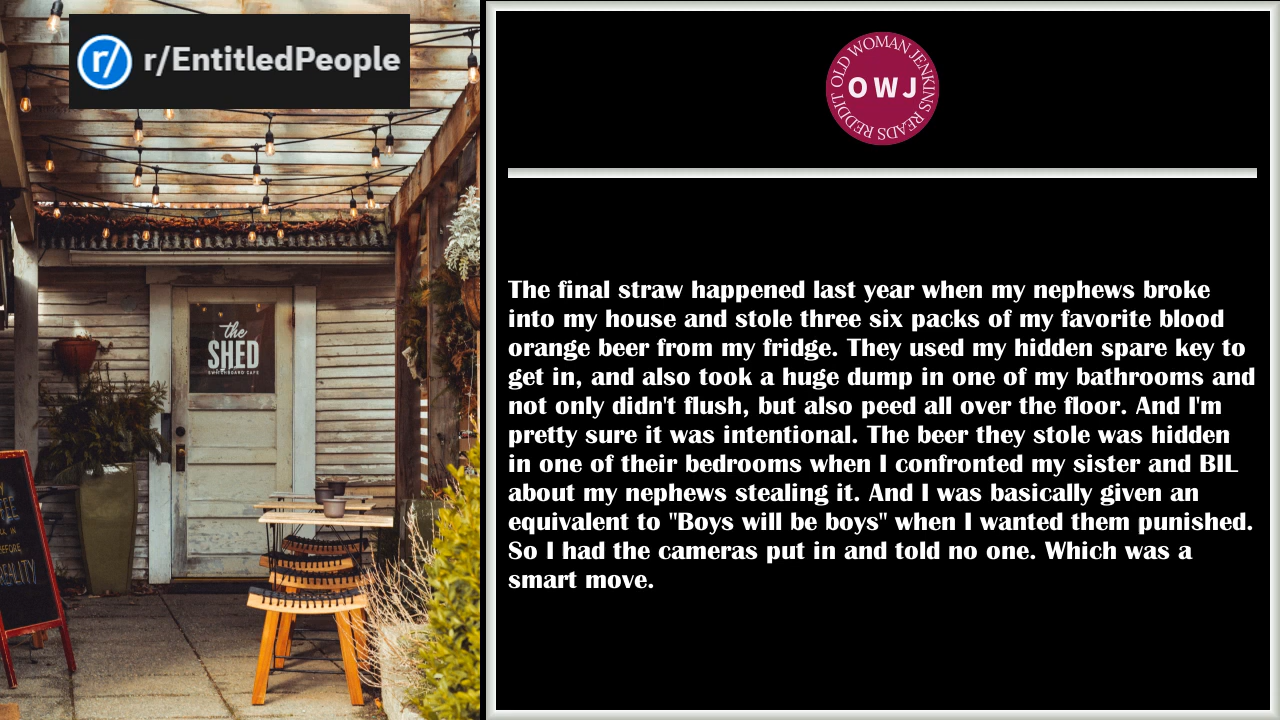 r/ r/EntitledPeople
the
SHED
SWITCHBOARD CAFE
BEFORE
REALITY
OLD WOMAN JENKINS READS REDDIT
OWJ
The final straw happened last year when my nephews broke
into my house and stole three six packs of my favorite blood
orange beer from my fridge. They used my hidden spare key to
get in, and also took a huge dump in one of my bathrooms and
not only didn't flush, but also peed all over the floor. And I'm
pretty sure it was intentional. The beer they stole was hidden
in one of their bedrooms when I confronted my sister and BIL
about my nephews stealing it. And I was basically given an
equivalent to "Boys will be boys" when I wanted them punished.
So I had the cameras put in and told no one. Which was a
smart move.